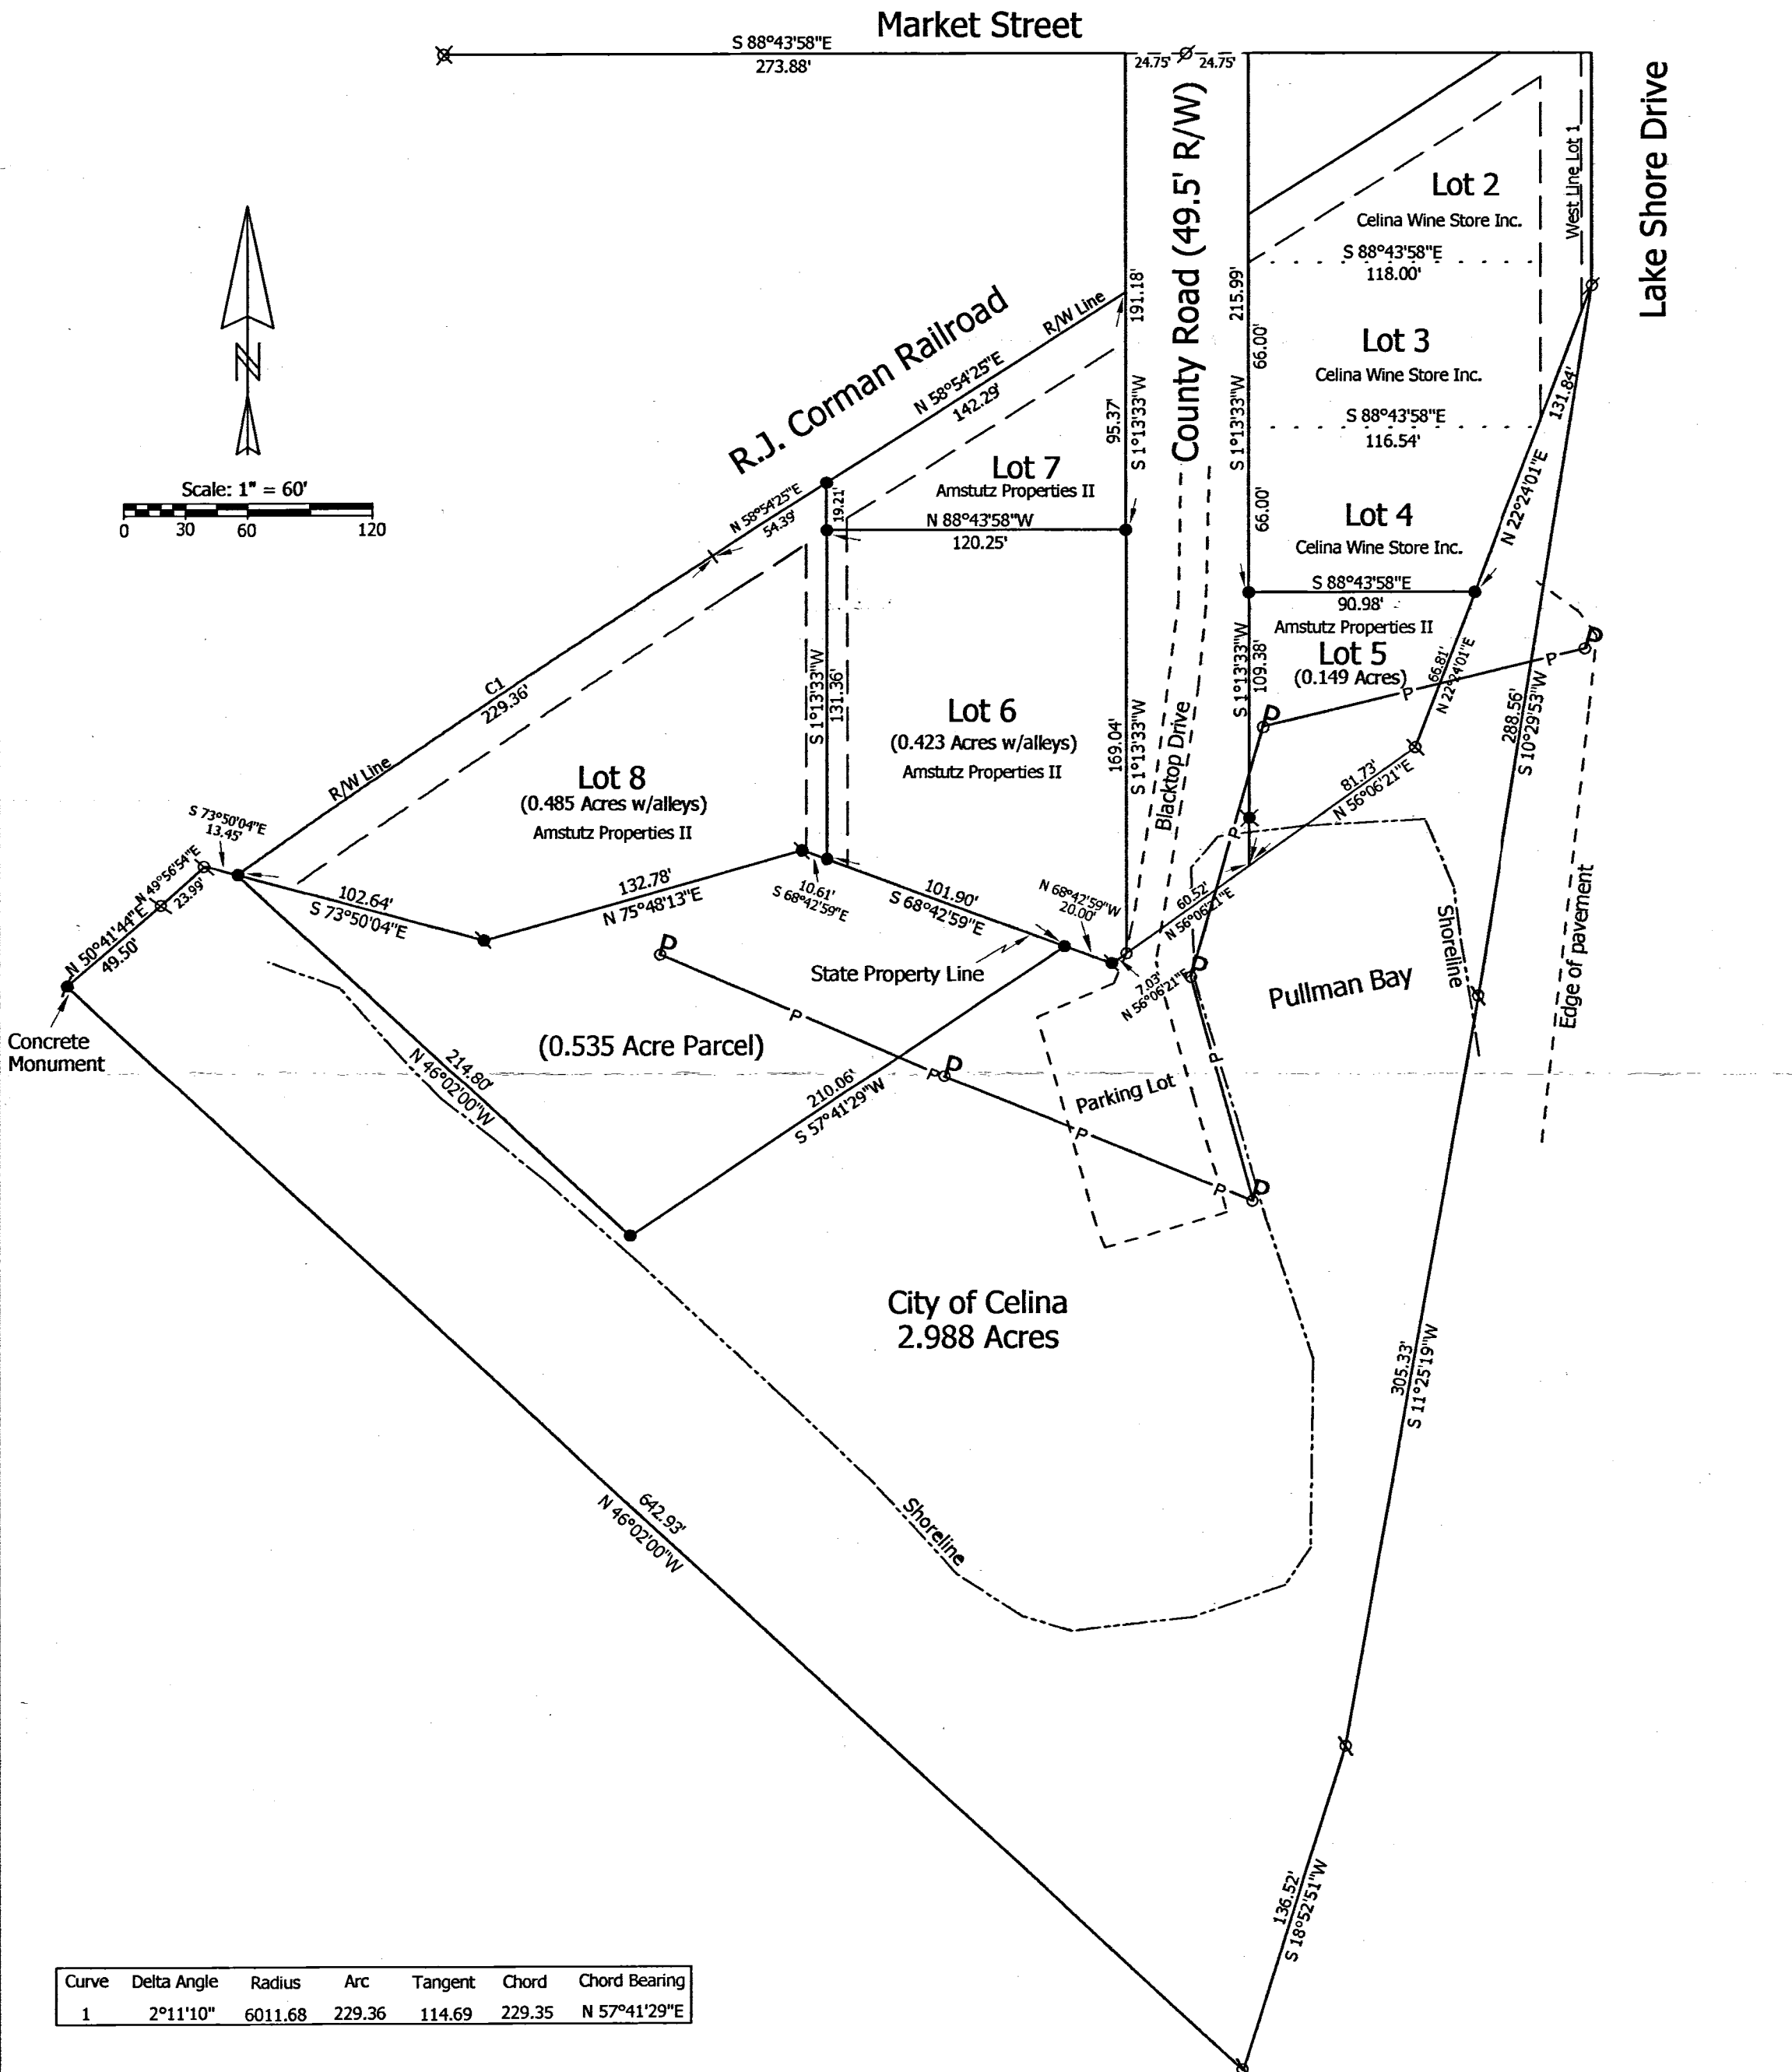 Market Street
S 88°43'58"E
273.88'
24.75'
24.75'
Lake Shore Drive
County Road (49.5' R/W)
West Line Lot 1
Lot 2
Celina Wine Store Inc.
S 88°43'58"E
118.00'
191.18'
215.99'
66.00'
Lot 3
Celina Wine Store Inc.
S 88°43'58"E
116.54'
131.84'
N 22°24'01"E
R.J. Corman Railroad
R/W Line
N 58°54'25"E
142.29'
95.37'
S 1°13'33"W
S 1°13'33"W
N
Scale: 1" = 60'
0 30 60 120
Lot 7
Amstutz Properties II
N 88°43'58"W
120.25'
N 58°54'25"E
54.39'
19.21'
66.00'
Lot 4
Celina Wine Store Inc.
S 88°43'58"E
90.98'
Amstutz Properties II
Lot 5
(0.149 Acres)
S 1°13'33"W
109.38'
66.81'
N 22°24'01"E
P
P
P
P
288.56'
S 10°29'53"W
C1
229.36'
R/W Line
S 1°13'33"W
131.36'
Lot 6
(0.423 Acres w/alleys)
Amstutz Properties II
169.04'
S 1°13'33"W
Blacktop Drive
Lot 8
(0.485 Acres w/alleys)
Amstutz Properties II
81.73'
N 56°06'21"E
P
S 73°50'04"E
13.45'
N 49°56'54"E
23.99'
N 50°41'44"E
49.50'
102.64'
S 73°50'04"E
132.78'
N 75°48'13"E
10.61'
S 68°42'59"E
101.90'
S 68°42'59"E
N 68°42'59"W
20.00'
60.52'
N 56°06'21"E
7.03'
N 56°06'21"E
Shoreline
Edge of pavement
Pullman Bay
State Property Line
P
P
P
Concrete
Monument
(0.535 Acre Parcel)
214.80'
N 46°02'00"W
210.06'
S 57°41'29"W
P
P
P
Parking Lot
P
P
P
City of Celina
2.988 Acres
305.33'
S 11°25'19"W
Shoreline
642.93'
N 46°02'00"W
136.52'
S 18°52'51"W
Curve Delta Angle Radius Arc Tangent Chord Chord Bearing
1 2°11'10" 6011.68 229.36 114.69 229.35 N 57°41'29"E